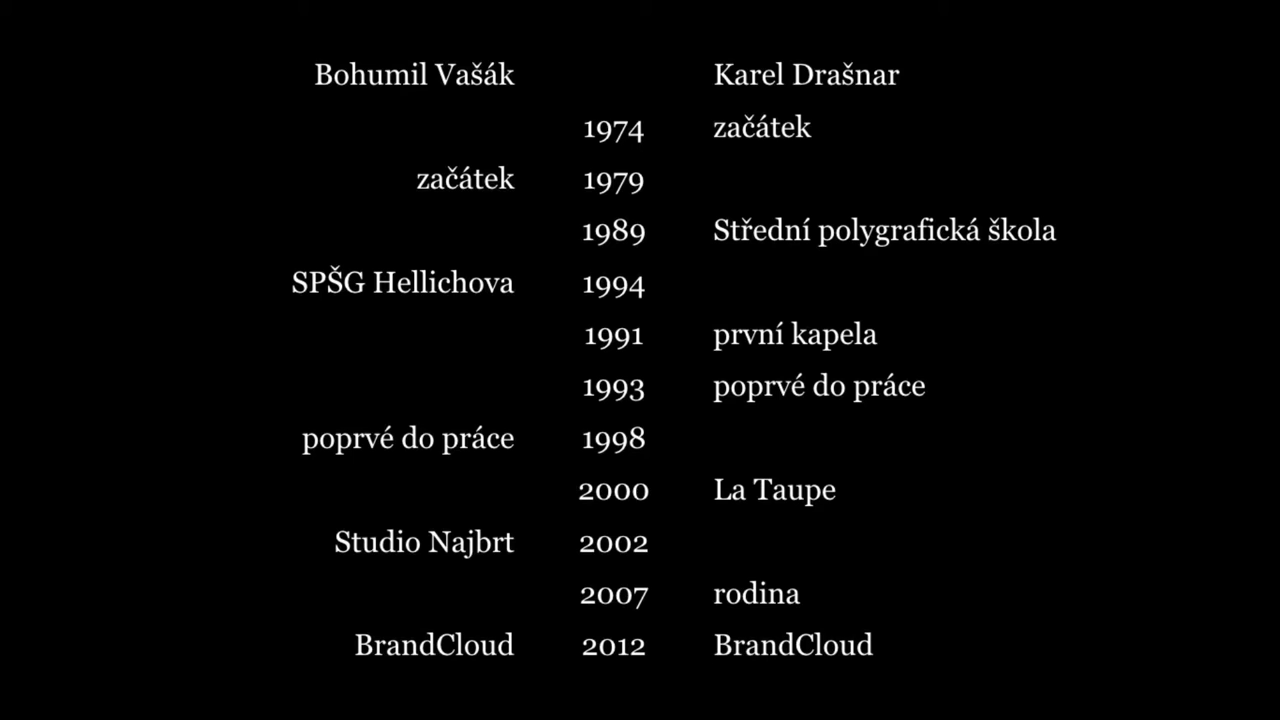 Bohumil Vašák Karel Drašnar
1974 začátek
začátek 1979
1989 Střední polygrafická škola
SPŠG Hellichova 1994
1991 první kapela
1993 poprvé do práce
poprvé do práce 1998
2000 La Taupe
Studio Najbrt 2002
2007 rodina
BrandCloud 2012 BrandCloud